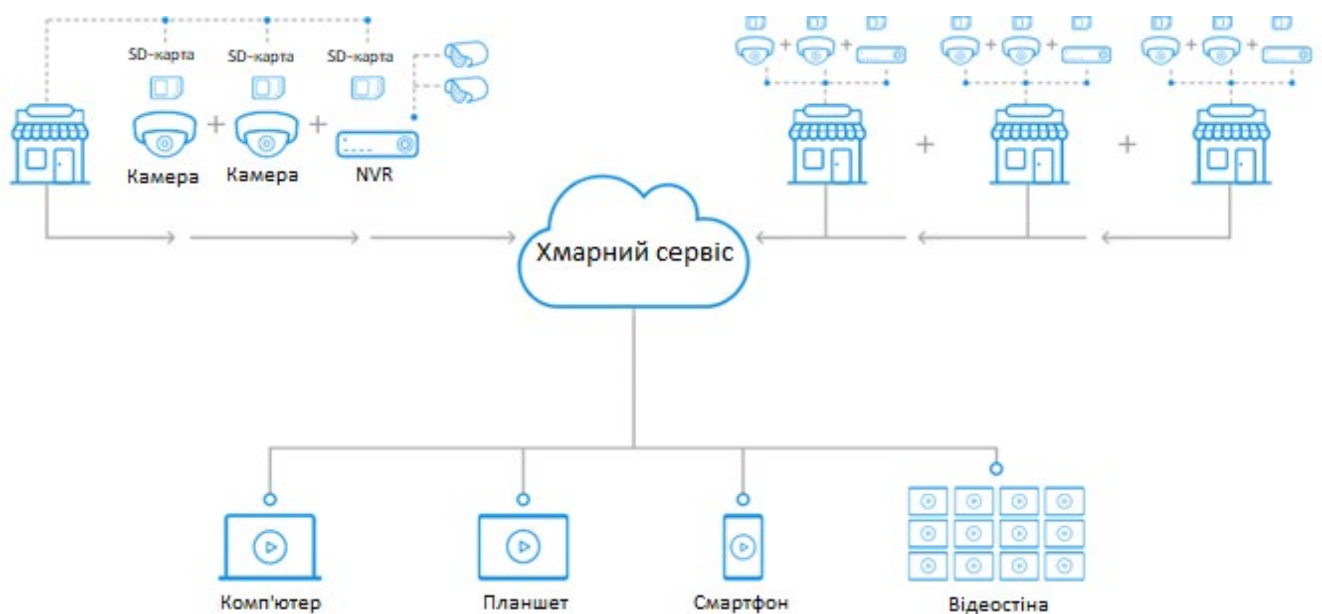 SD-карта SD-карта SD-карта
Камера Камера NVR
Хмарний сервіс
Комп'ютер Планшет Смартфон Відеостіна